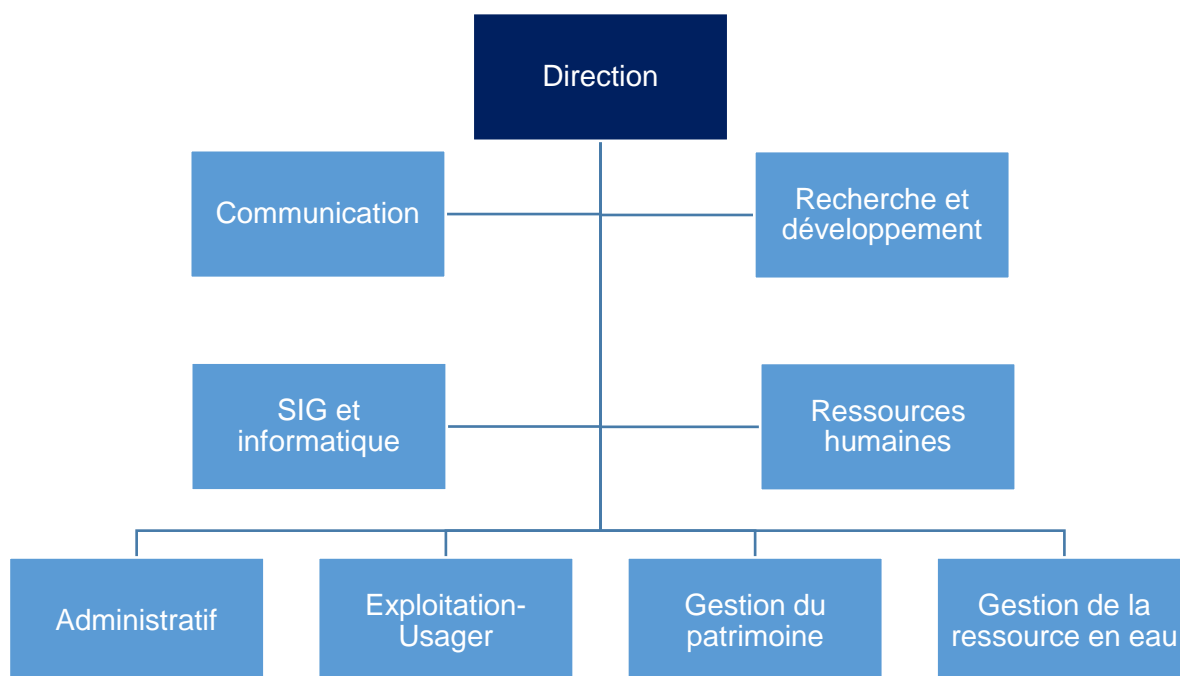 Direction
Communication
Recherche et
développement
SIG et
informatique
Ressources
humaines
Administratif
Exploitation-
Usager
Gestion du
patrimoine
Gestion de la
ressource en eau